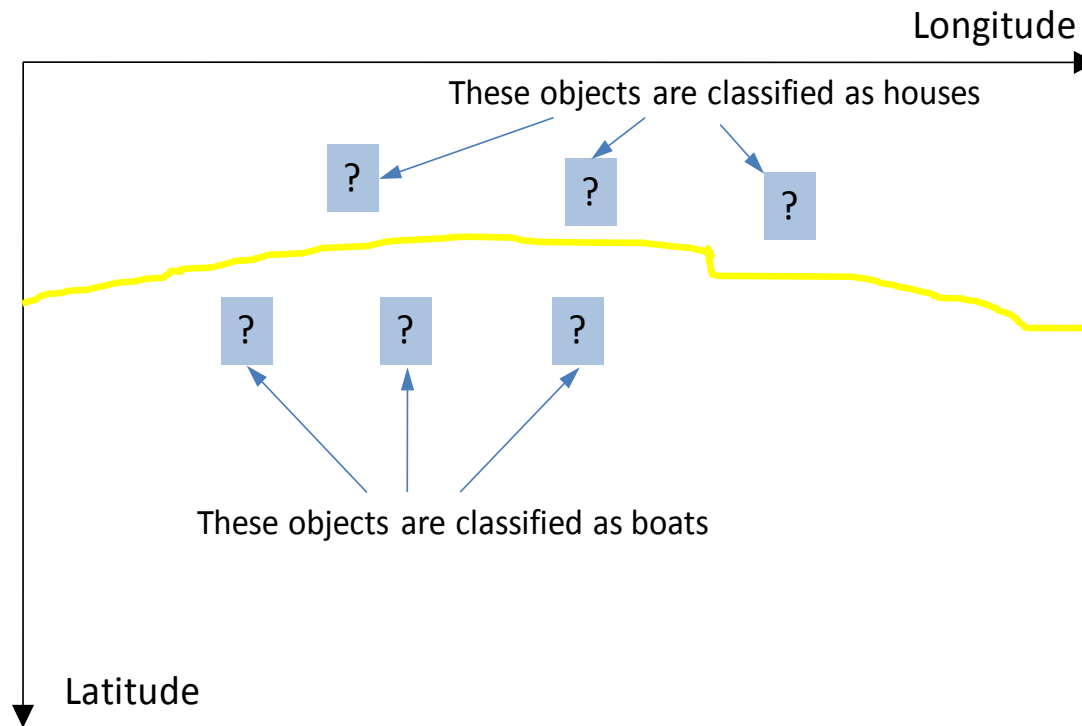 Longitude
These objects are classified as houses
?
?
?
?
?
?
These objects are classified as boats
Latitude